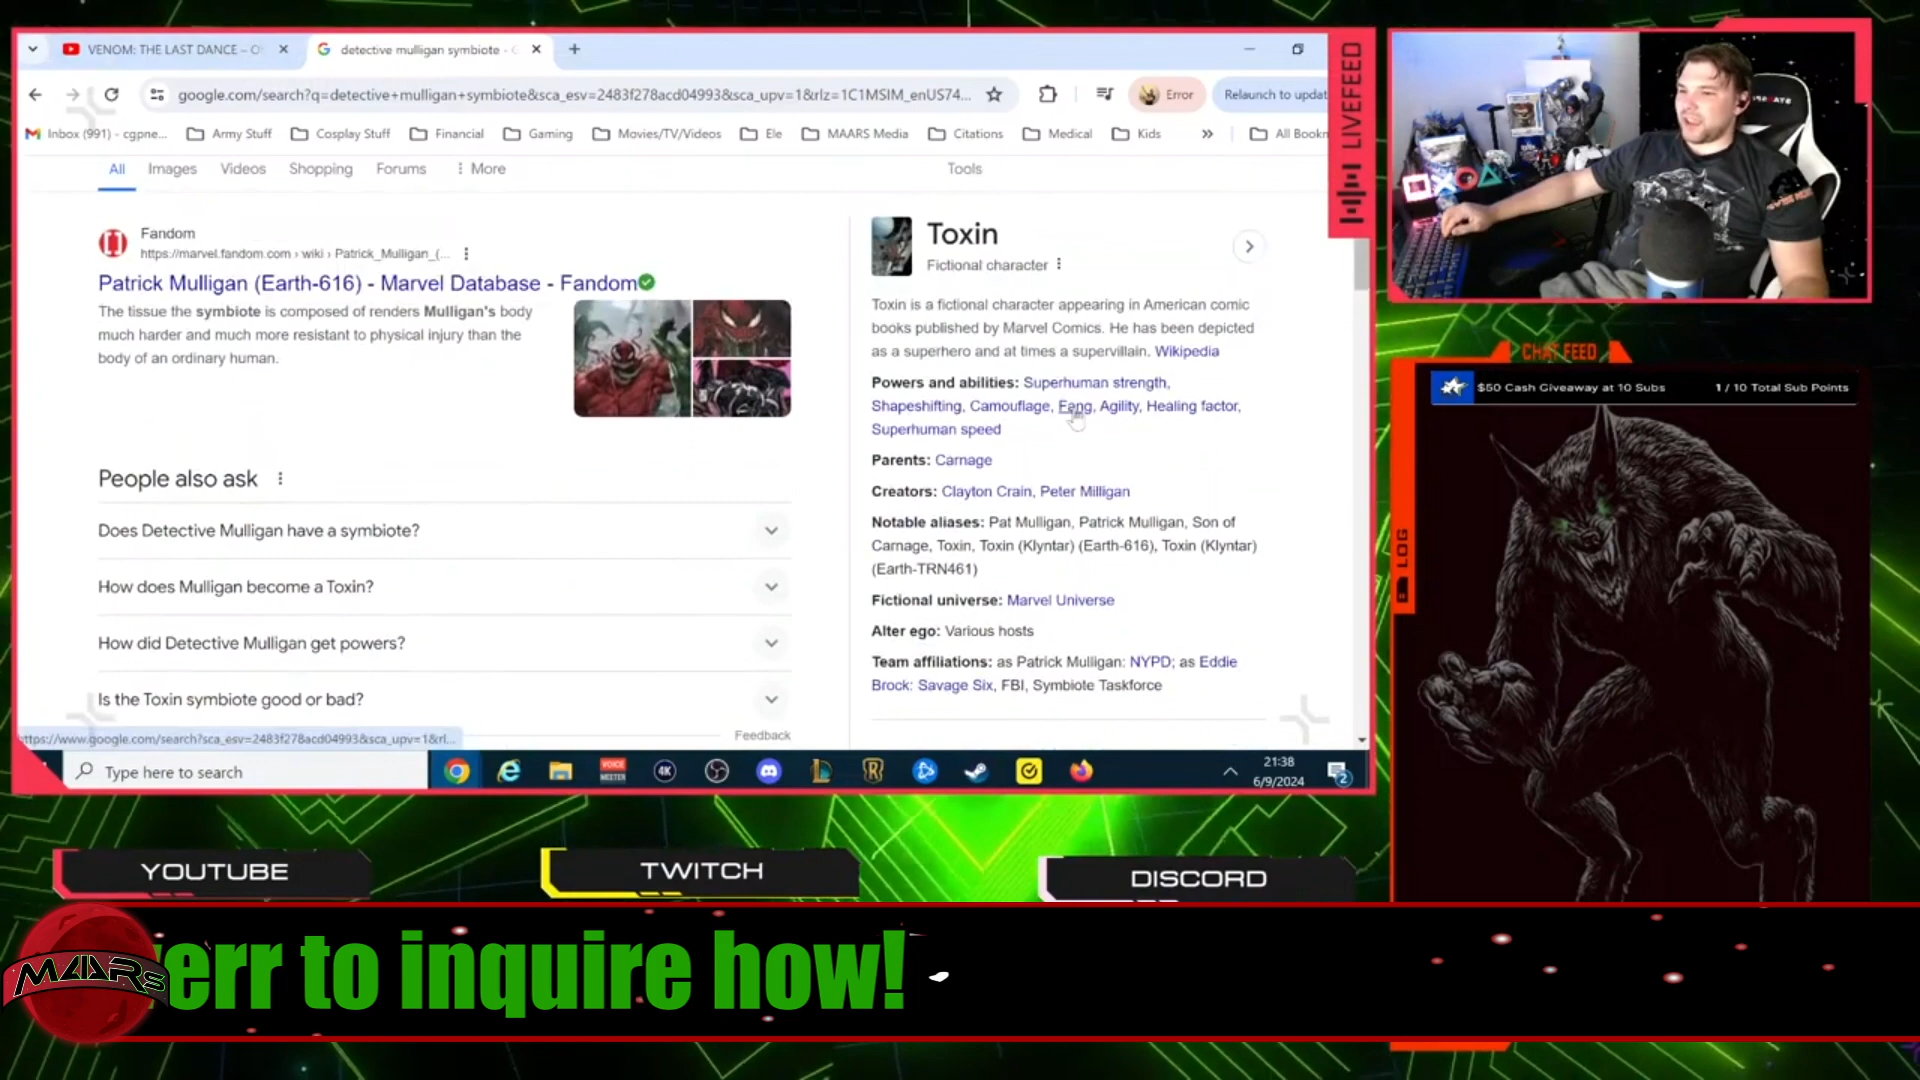 VENOM: THE LAST DANCE – O
detective mulligan symbiote - G
google.com/search?q=detective+mulligan+symbiote&sca_esv=2483f278acd04993&sca_upv=1&rlz=1C1MSIM_enUS74...
Error
Relaunch to updat
Inbox (991) - cgpne...
Army Stuff
Cosplay Stuff
Financial
Gaming
Movies/TV/Videos
Ele
MAARS Media
Citations
Medical
Kids
All Bookn
All
Images
Videos
Shopping
Forums
More
Tools
Fandom
https://marvel.fandom.com › wiki › Patrick_Mulligan_(...
Patrick Mulligan (Earth-616) - Marvel Database - Fandom
The tissue the symbiote is composed of renders Mulligan's body
much harder and much more resistant to physical injury than the
body of an ordinary human.
People also ask
Does Detective Mulligan have a symbiote?
How does Mulligan become a Toxin?
How did Detective Mulligan get powers?
Is the Toxin symbiote good or bad?
Feedback
ttps://www.google.com/search?sca_esv=2483f278acd04993&sca_upv=1&rl...
Toxin
Fictional character
Toxin is a fictional character appearing in American comic
books published by Marvel Comics. He has been depicted
as a superhero and at times a supervillain. Wikipedia
Powers and abilities: Superhuman strength,
Shapeshifting, Camouflage, Fang, Agility, Healing factor,
Superhuman speed
Parents: Carnage
Creators: Clayton Crain, Peter Milligan
Notable aliases: Pat Mulligan, Patrick Mulligan, Son of
Carnage, Toxin, Toxin (Klyntar) (Earth-616), Toxin (Klyntar)
(Earth-TRN461)
Fictional universe: Marvel Universe
Alter ego: Various hosts
Team affiliations: as Patrick Mulligan: NYPD; as Eddie
Brock: Savage Six, FBI, Symbiote Taskforce
Type here to search
VOICE
MEETER
4K
21:38
6/9/2024
2
LIVEFEED
CHAT FEED
$50 Cash Giveaway at 10 Subs
1 / 10 Total Sub Points
LOG
YOUTUBE
TWITCH
DISCORD
MAARS
verr to inquire how!